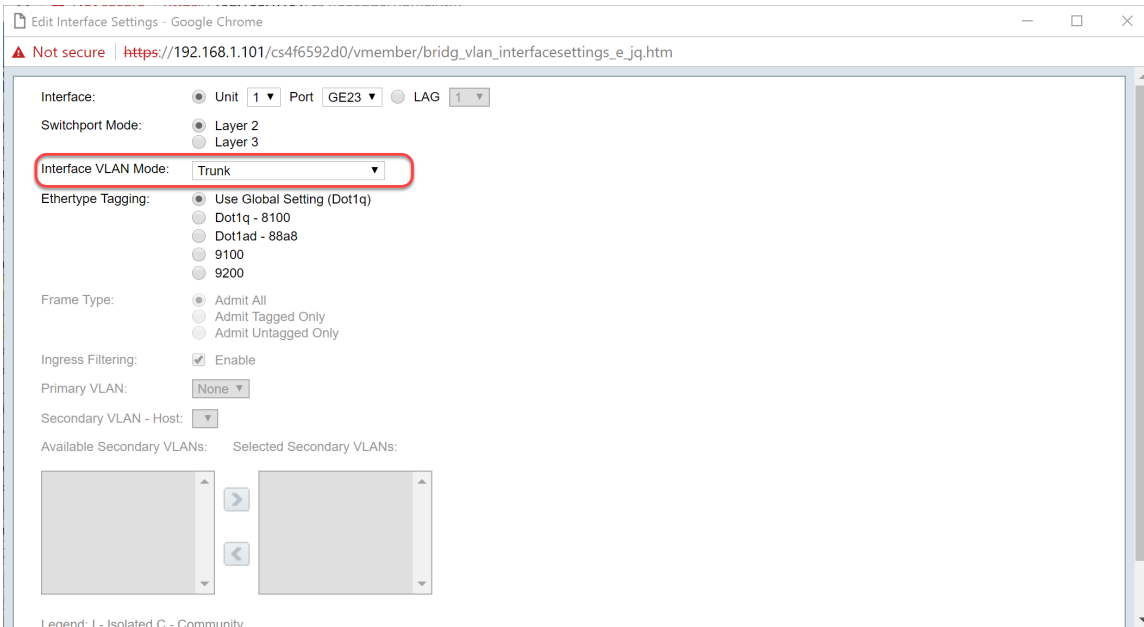 Edit Interface Settings - Google Chrome
Not secure | https://192.168.1.101/cs4f6592d0/vmember/bridg_vlan_interfacesettings_e_jq.htm
Interface: Unit 1 Port GE23 LAG 1
Switchport Mode: Layer 2
Layer 3
Interface VLAN Mode: Trunk
Ethertype Tagging: Use Global Setting (Dot1q)
Dot1q - 8100
Dot1ad - 88a8
9100
9200
Frame Type: Admit All
Admit Tagged Only
Admit Untagged Only
Ingress Filtering: Enable
Primary VLAN: None
Secondary VLAN - Host:
Available Secondary VLANs: Selected Secondary VLANs:
Legend: I - Isolated C - Community